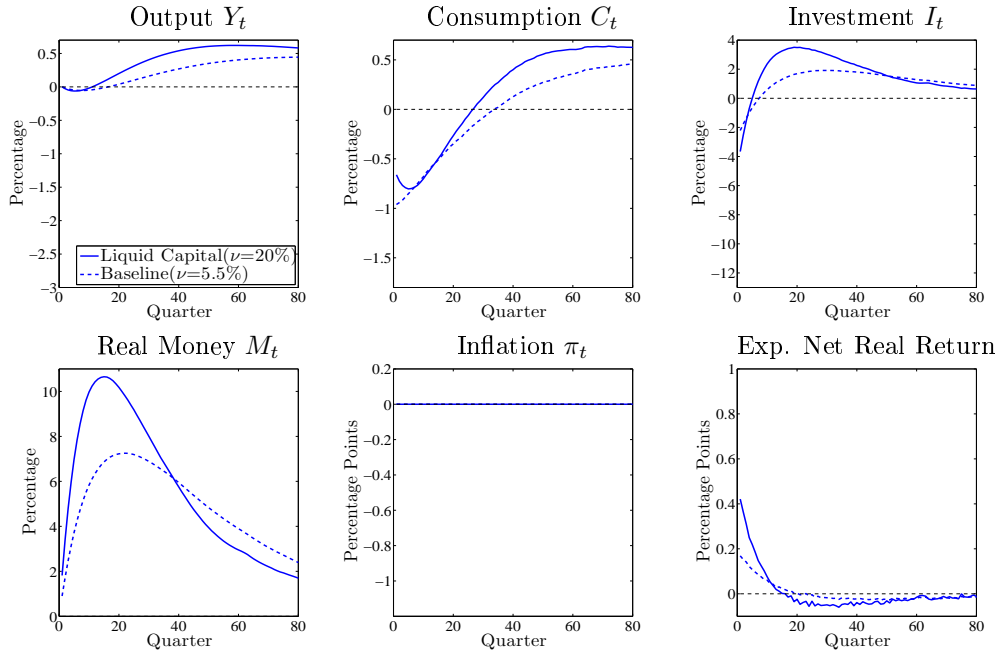 Output Y_t
Percentage
0.5
0
−0.5
−1
−1.5
−2
−2.5
−3
Liquid Capital(ν=20%)
Baseline(ν=5.5%)
0 20 40 60 80
Quarter
Consumption C_t
Percentage
0.5
0
−0.5
−1
−1.5
0 20 40 60 80
Quarter
Investment I_t
Percentage
4
2
0
−2
−4
−6
−8
−10
−12
0 20 40 60 80
Quarter
Real Money M_t
Percentage
10
8
6
4
2
0
0 20 40 60 80
Quarter
Inflation π_t
Percentage Points
0.2
0
−0.2
−0.4
−0.6
−0.8
−1
0 20 40 60 80
Quarter
Exp. Net Real Return
Percentage Points
1
0.8
0.6
0.4
0.2
0
0 20 40 60 80
Quarter